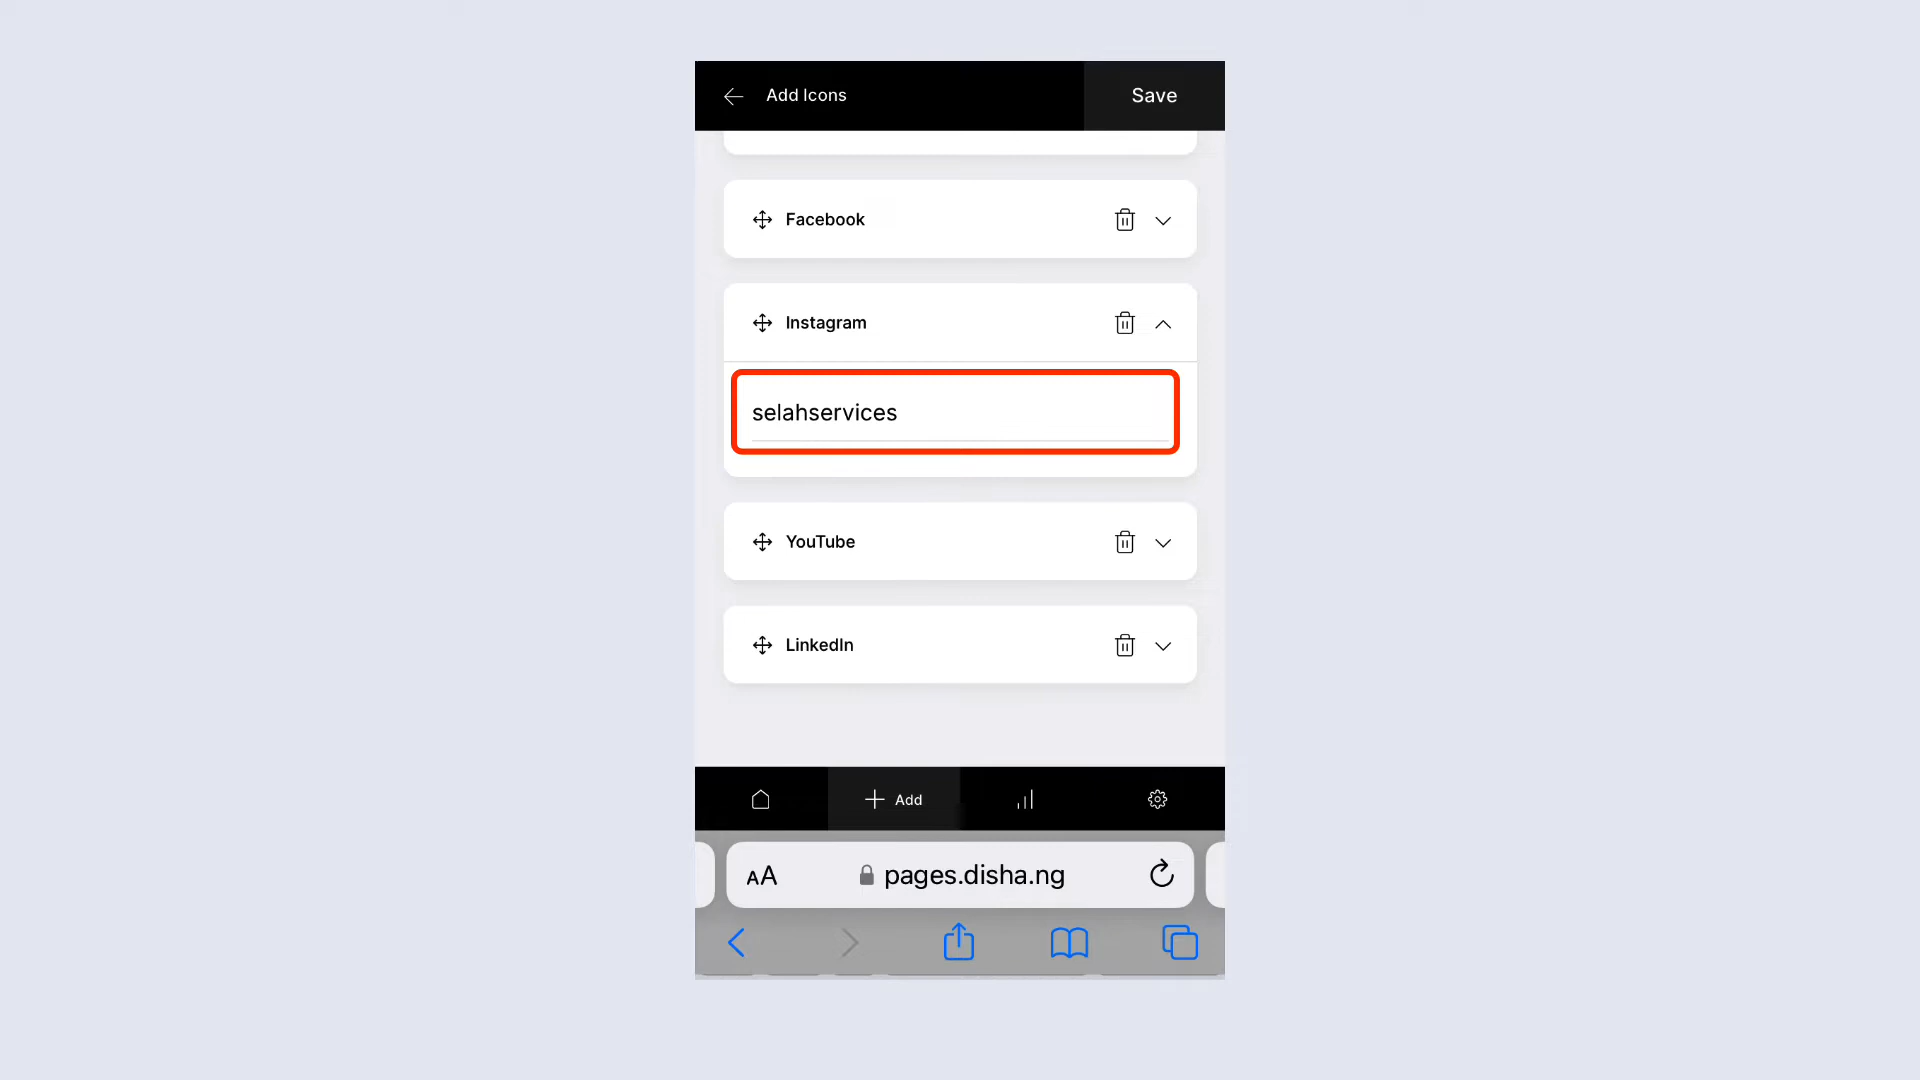 Add Icons
Save
Facebook
Instagram
selahservices
YouTube
LinkedIn
Add
AA
pages.disha.ng